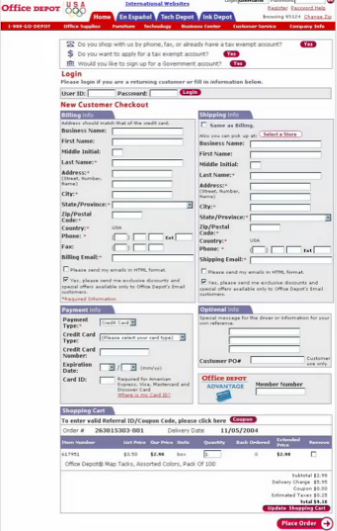 International Websites
Office DEPOT USA
Register Password Help
Home En Español Tech Depot Ink Depot
Browsing 95124 Change Zip
1-800-GO-DEPOT Office Supplies Furniture Technology Business Center Customer Service Company Info
Do you shop with us by phone, fax, or already have a tax exempt account? Yes
Do you want to apply for a tax exempt account? Yes
Would you like to sign up for a Government account? Yes
Login
Please login if you are a returning customer or fill in information below.
User ID: Password: Login
New Customer Checkout
Billing Info
Address should match that of the credit card.
Business Name:
First Name:
Middle Initial:
Last Name:*
Address:*
(Street, Number, Name)
City:*
State/Province:*
Zip/Postal Code:*
Country:* USA
Phone: * Ext
Fax:
Billing Email:*
Please send my emails in HTML format.
Yes, please send me exclusive discounts and special offers available only to Office Depot's Email customers.
*Required Information
Shipping Info
Same as Billing.
Also you can pick up at: Select a Store
Business Name:
First Name:
Middle Initial:
Last Name:*
Address:*
(Street, Number, Name)
City:*
State/Province:*
Zip/Postal Code:*
Country:* USA
Phone: * Ext
Shipping Email:*
Please send my emails in HTML format.
Yes, please send me exclusive discounts and special offers available only to Office Depot's Email customers.
Payment Info
Payment Type:* Credit Card
Credit Card Type: (Please select your card type)
Credit Card Number:
Expiration Date: / (mm/yy)
Card ID: Required for American Express, Visa, Mastercard and Discover Card
Where is my Card ID?
Optional Info
Special message for the driver or information for your own reference.
Customer PO# Customer use only
Office DEPOT ADVANTAGE Member Number
Shopping Cart
To enter valid Referral ID/Coupon Code, please click here Coupon
Order # 263815303-001 Delivery Date 11/05/2004
Item Number List Price Our Price Units Quantity Back Ordered Extended Price Remove
617951 $3.50 $2.98 box 1 0 $2.98
Office Depot® Map Tacks, Assorted Colors, Pack Of 100
Subtotal $2.98
Delivery Charge $5.95
Coupon $0.00
Estimated Taxes $0.25
Total $9.18
Update Shopping Cart
Place Order